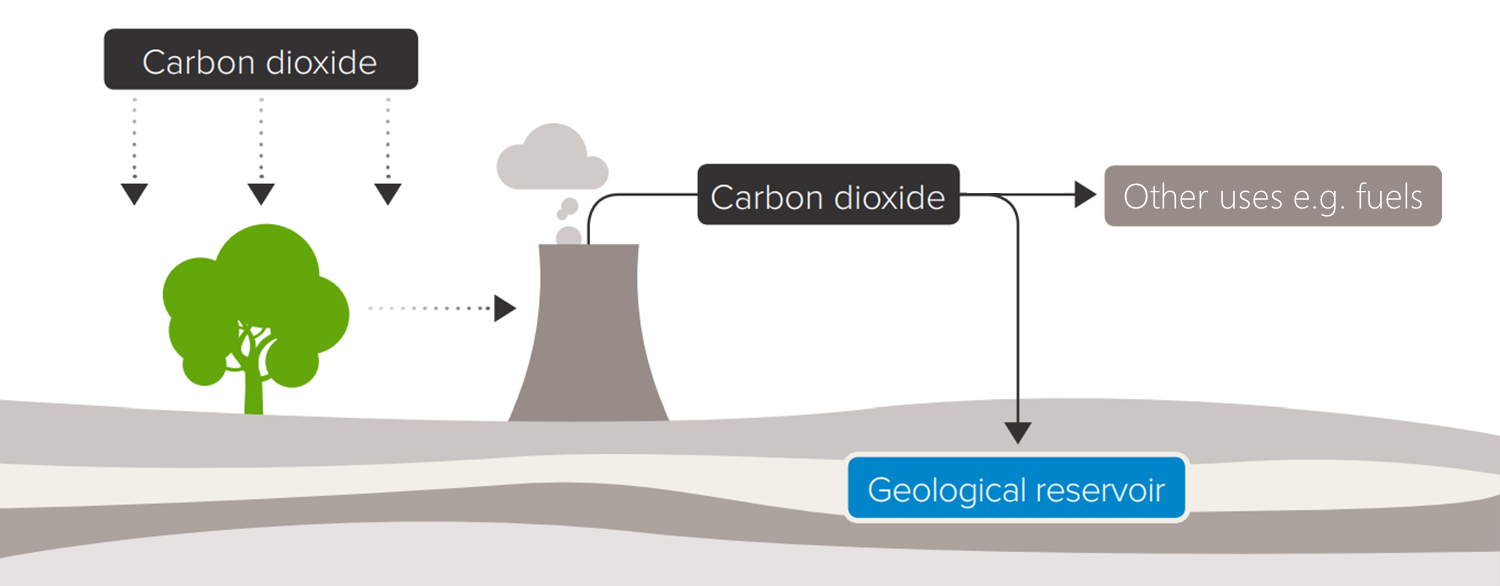 Carbon dioxide
Carbon dioxide
Other uses e.g. fuels
Geological reservoir